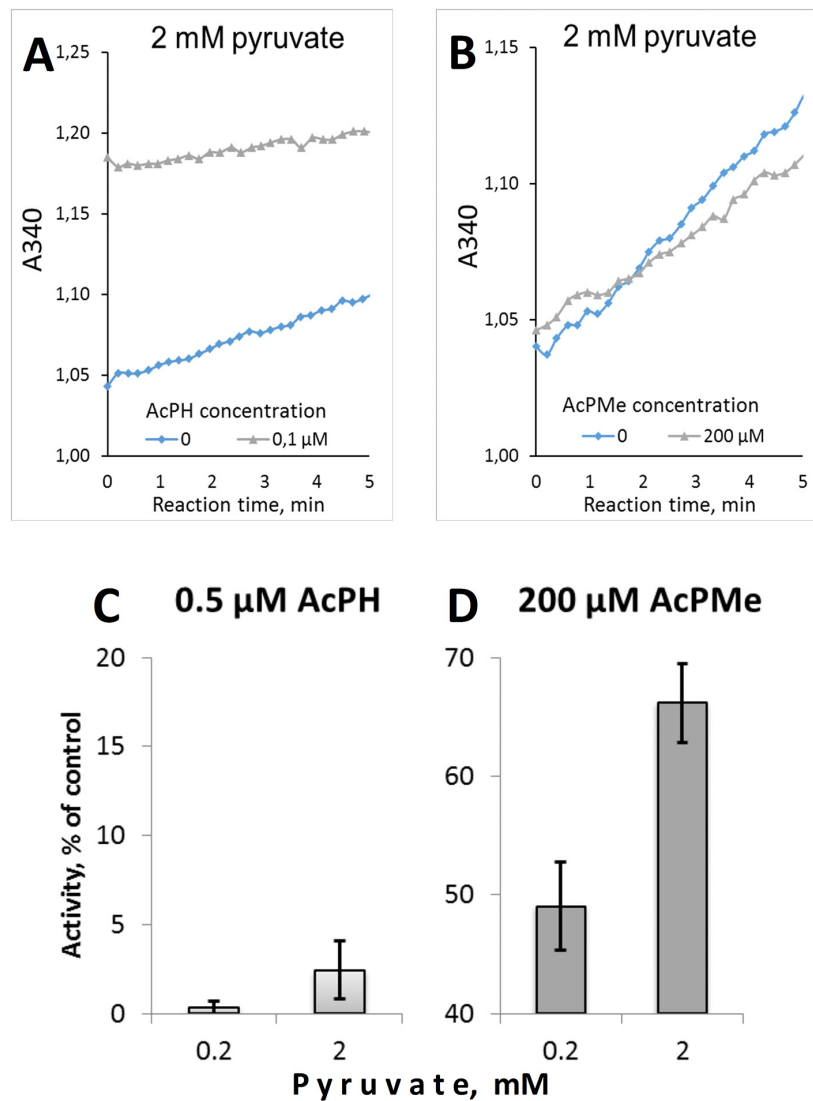 A
2 mM pyruvate
1,25
1,20
1,15
1,10
1,05
1,00
A340
AcPH concentration
0 0,1 µM
0 1 2 3 4 5
Reaction time, min
B
2 mM pyruvate
1,15
1,10
1,05
1,00
A340
AcPMe concentration
0 200 µM
0 1 2 3 4 5
Reaction time, min
C 0.5 µM AcPH
20
15
10
5
0
Activity, % of control
0.2 2
D 200 µM AcPMe
70
60
50
40
0.2 2
Pyruvate, mM